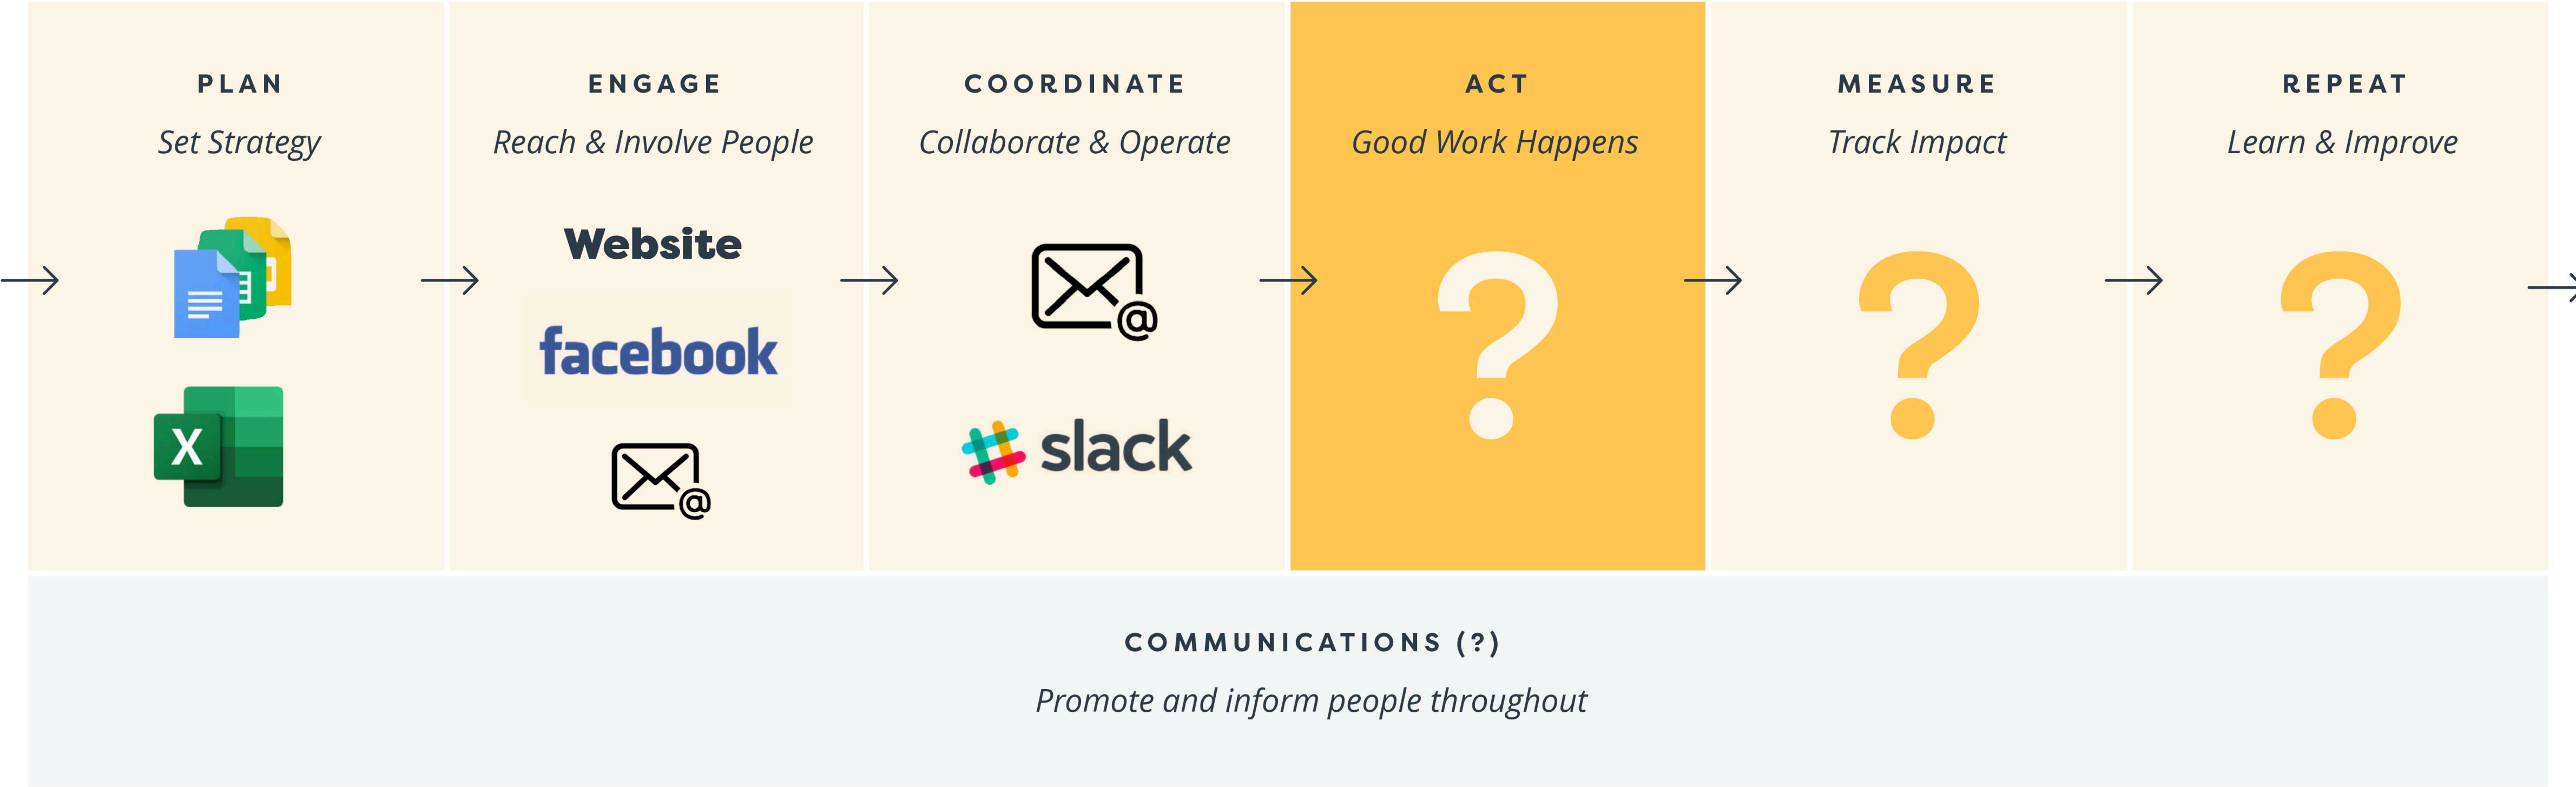 PLAN
Set Strategy
X
ENGAGE
Reach & Involve People
Website
facebook
@
COORDINATE
Collaborate & Operate
@
slack
ACT
Good Work Happens
?
MEASURE
Track Impact
?
REPEAT
Learn & Improve
?
COMMUNICATIONS (?)
Promote and inform people throughout